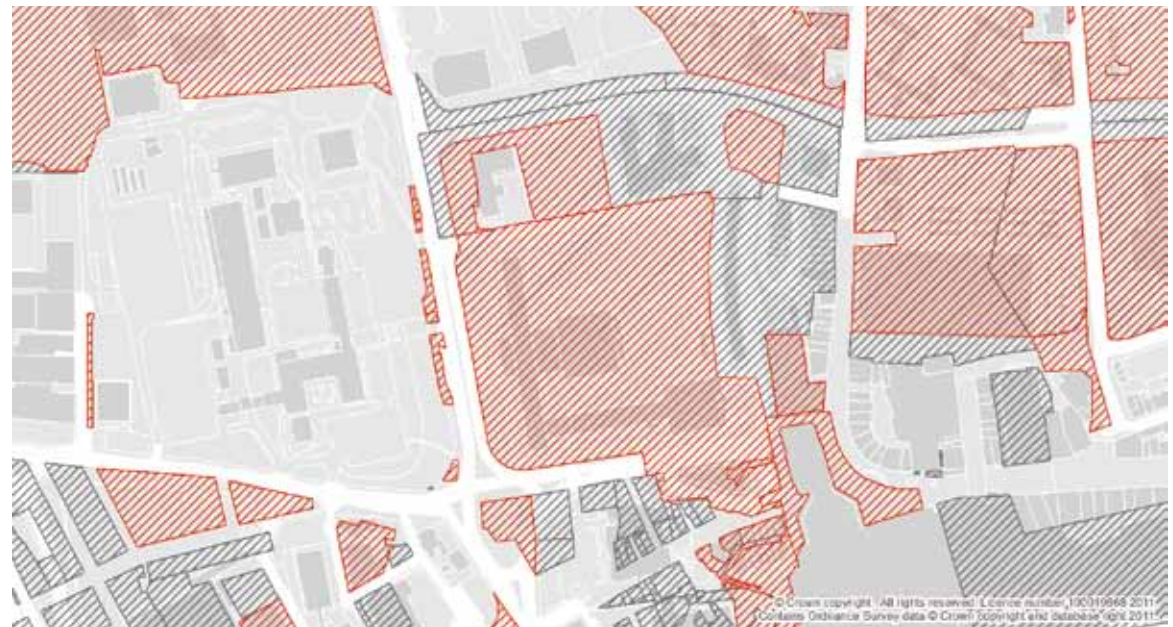 © Crown copyright. All rights reserved. Licence number 100019668 2011
Contains Ordnance Survey data © Crown copyright and database right 2011